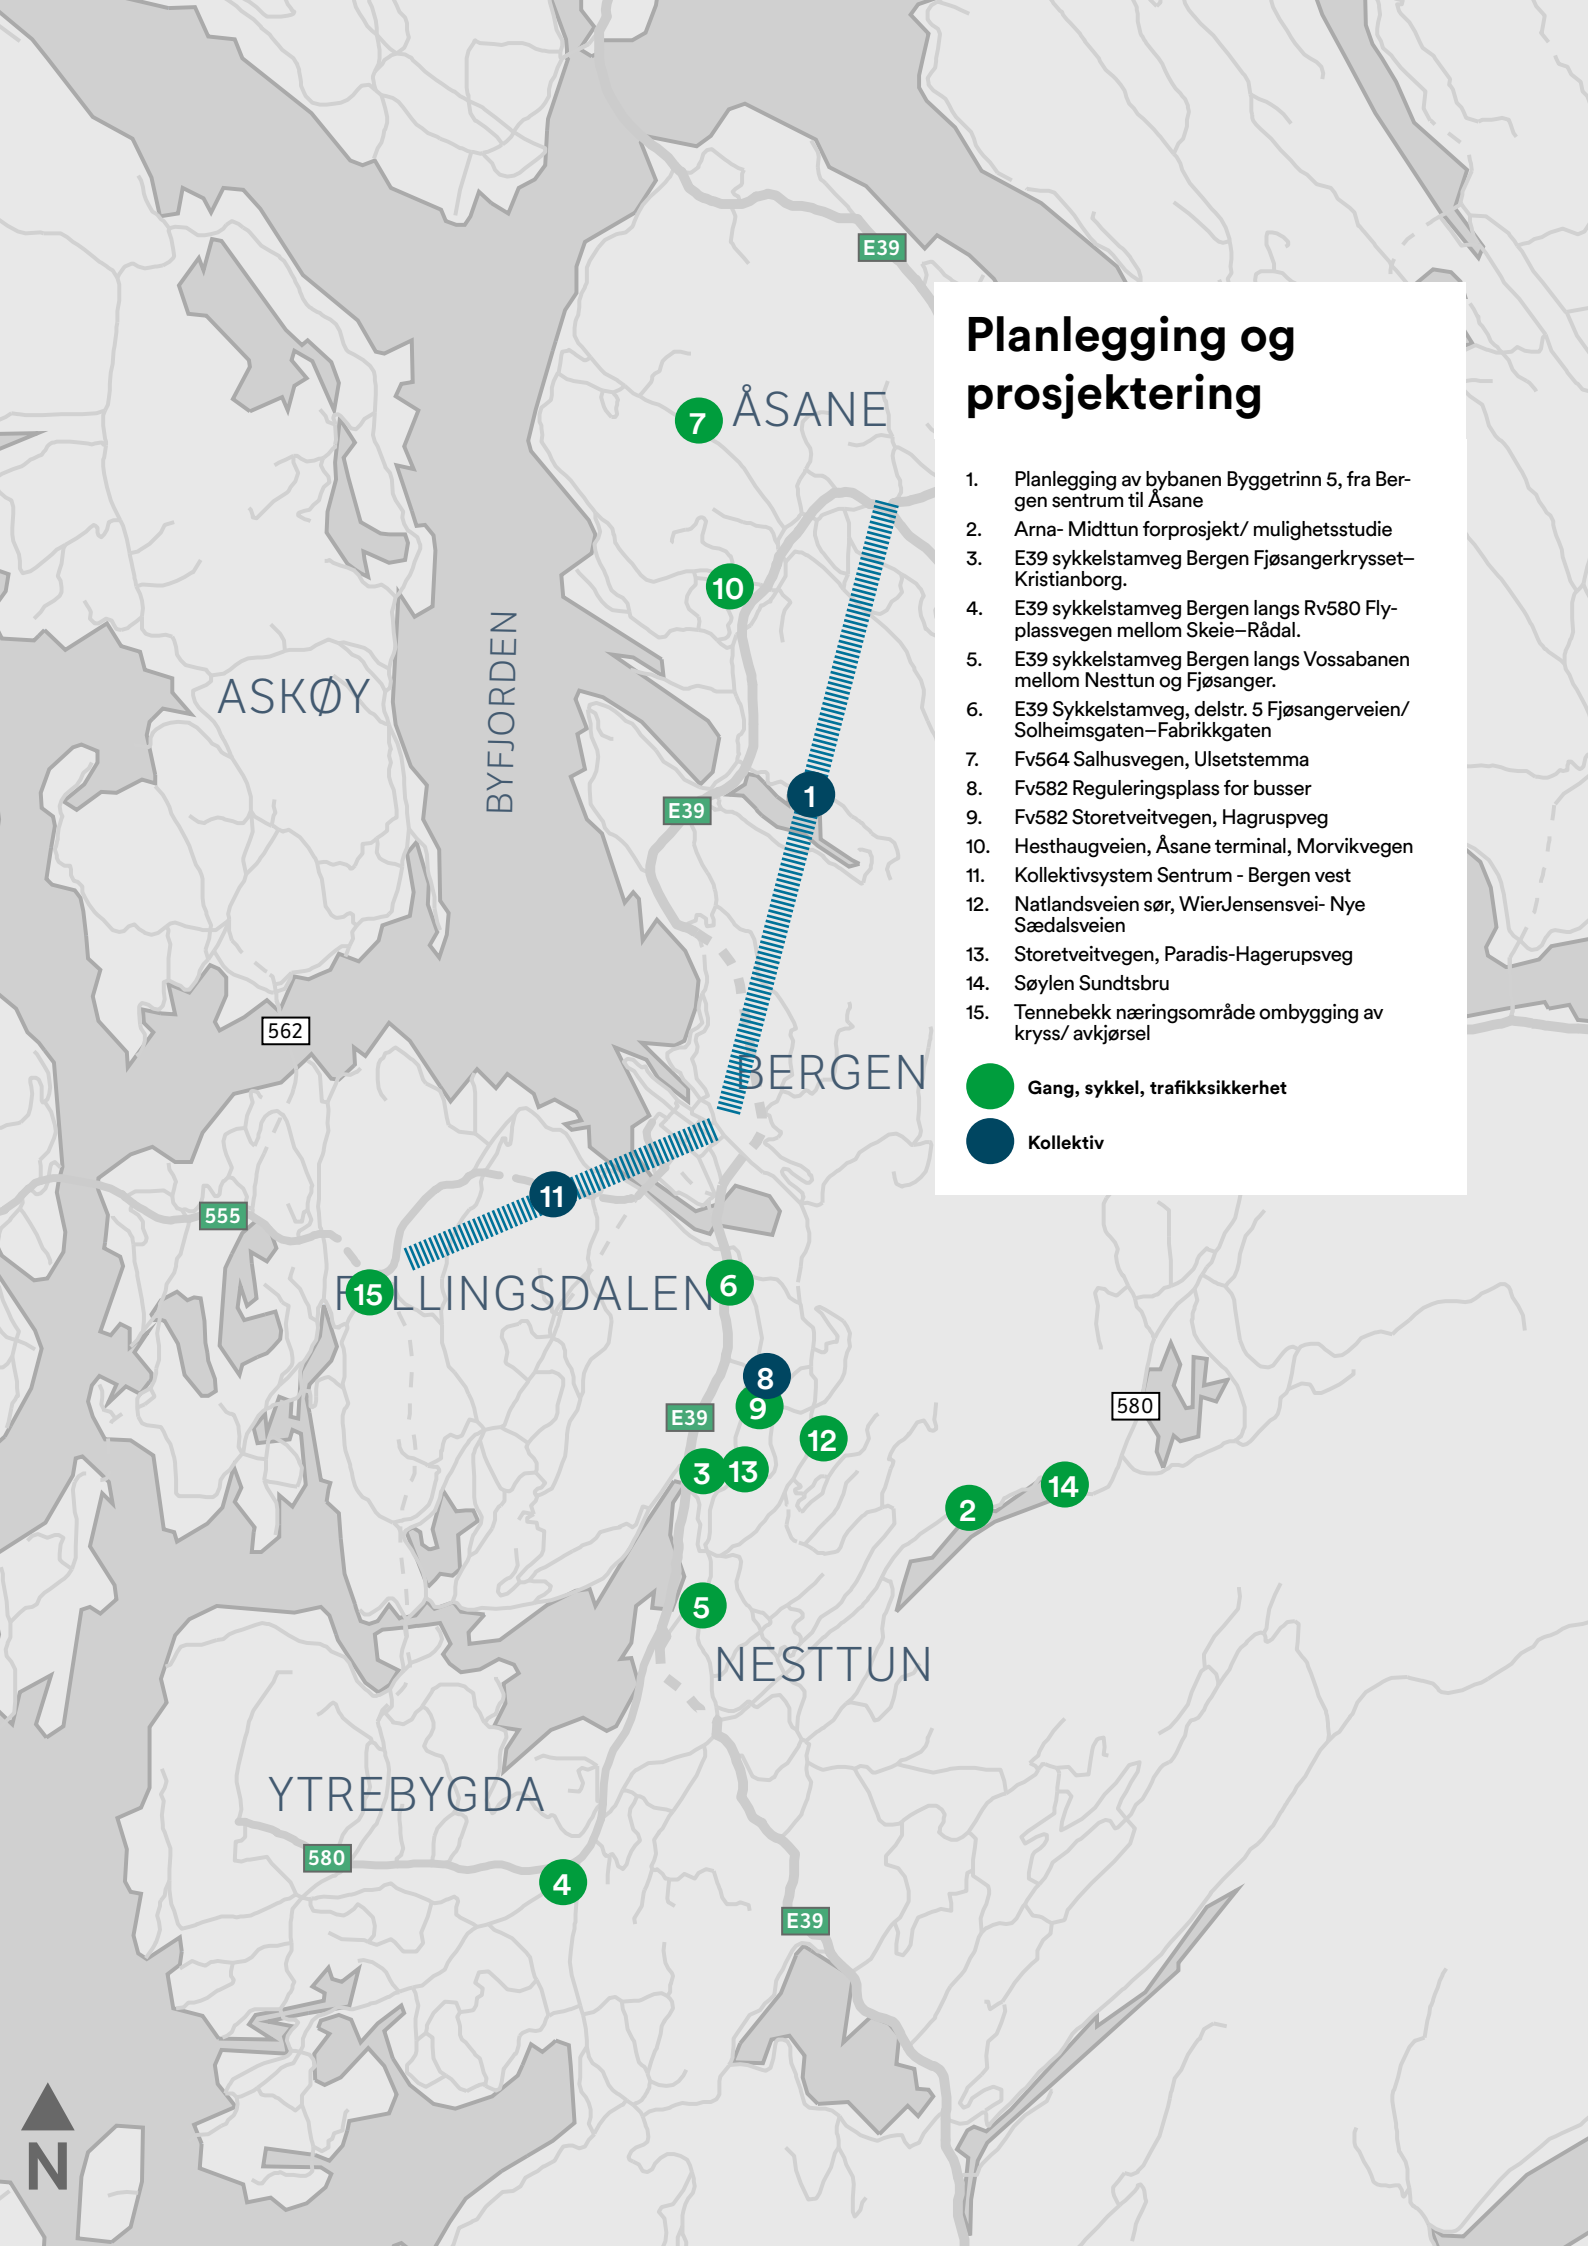 E39
Planlegging og
prosjektering
7
ÅSANE
1. Planlegging av bybanen Byggetrinn 5, fra Ber-
gen sentrum til Åsane
2. Arna- Midttun forprosjekt/ mulighetsstudie
3. E39 sykkelstamveg Bergen Fjøsangerkrysset–
Kristianborg.
4. E39 sykkelstamveg Bergen langs Rv580 Fly-
plassvegen mellom Skeie–Rådal.
5. E39 sykkelstamveg Bergen langs Vossabanen
mellom Nesttun og Fjøsanger.
6. E39 Sykkelstamveg, delstr. 5 Fjøsangerveien/
Solheimsgaten–Fabrikkgaten
7. Fv564 Salhusvegen, Ulsetstemma
8. Fv582 Reguleringsplass for busser
9. Fv582 Storetveitvegen, Hagruspveg
10. Hesthaugveien, Åsane terminal, Morvikvegen
11. Kollektivsystem Sentrum - Bergen vest
12. Natlandsveien sør, WierJensensvei- Nye
Sædalsveien
13. Storetveitvegen, Paradis-Hagerupsveg
14. Søylen Sundtsbru
15. Tennebekk næringsområde ombygging av
kryss/ avkjørsel
Gang, sykkel, trafikksikkerhet
Kollektiv
10
ASKØY
BYFJORDEN
1
E39
562
BERGEN
11
555
15
FYLLINGSDALEN
6
8
9
E39
580
12
3
13
14
2
5
NESTTUN
YTREBYGDA
580
4
E39
N